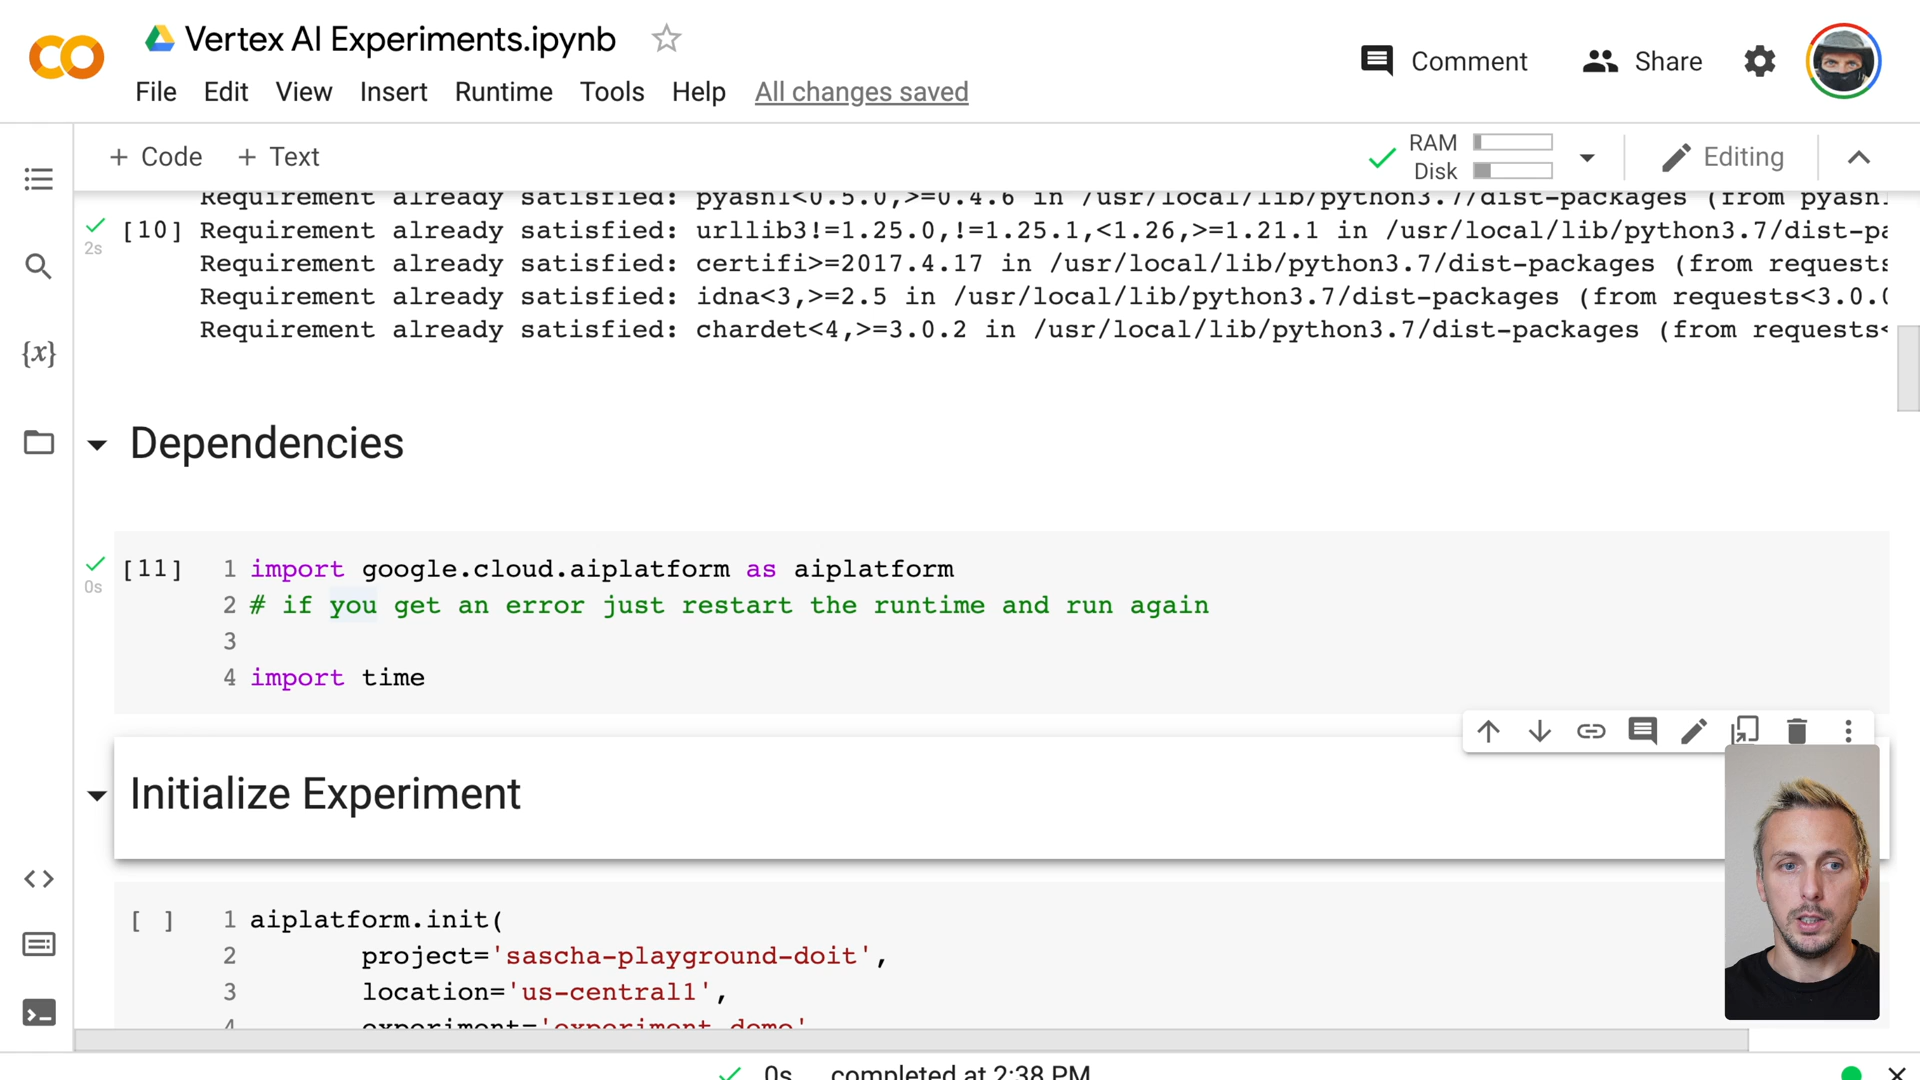 Vertex AI Experiments.ipynb
Comment
Share
File Edit View Insert Runtime Tools Help All changes saved
+ Code + Text
RAM
Disk
Editing
Requirement already satisfied: pyasn1<0.5.0,>=0.4.6 in /usr/local/lib/python3.7/dist-packages (from pyasn1
[10] Requirement already satisfied: urllib3!=1.25.0,!=1.25.1,<1.26,>=1.21.1 in /usr/local/lib/python3.7/dist-pa
2s
Requirement already satisfied: certifi>=2017.4.17 in /usr/local/lib/python3.7/dist-packages (from requests
Requirement already satisfied: idna<3,>=2.5 in /usr/local/lib/python3.7/dist-packages (from requests<3.0.0
Requirement already satisfied: chardet<4,>=3.0.2 in /usr/local/lib/python3.7/dist-packages (from requests<
{x}
Dependencies
[11] 1 import google.cloud.aiplatform as aiplatform
0s
2 # if you get an error just restart the runtime and run again
3
4 import time
Initialize Experiment
[ ] 1 aiplatform.init(
2 project='sascha-playground-doit',
3 location='us-central1',
4 experiment='experiment-demo'
0s completed at 2:38 PM